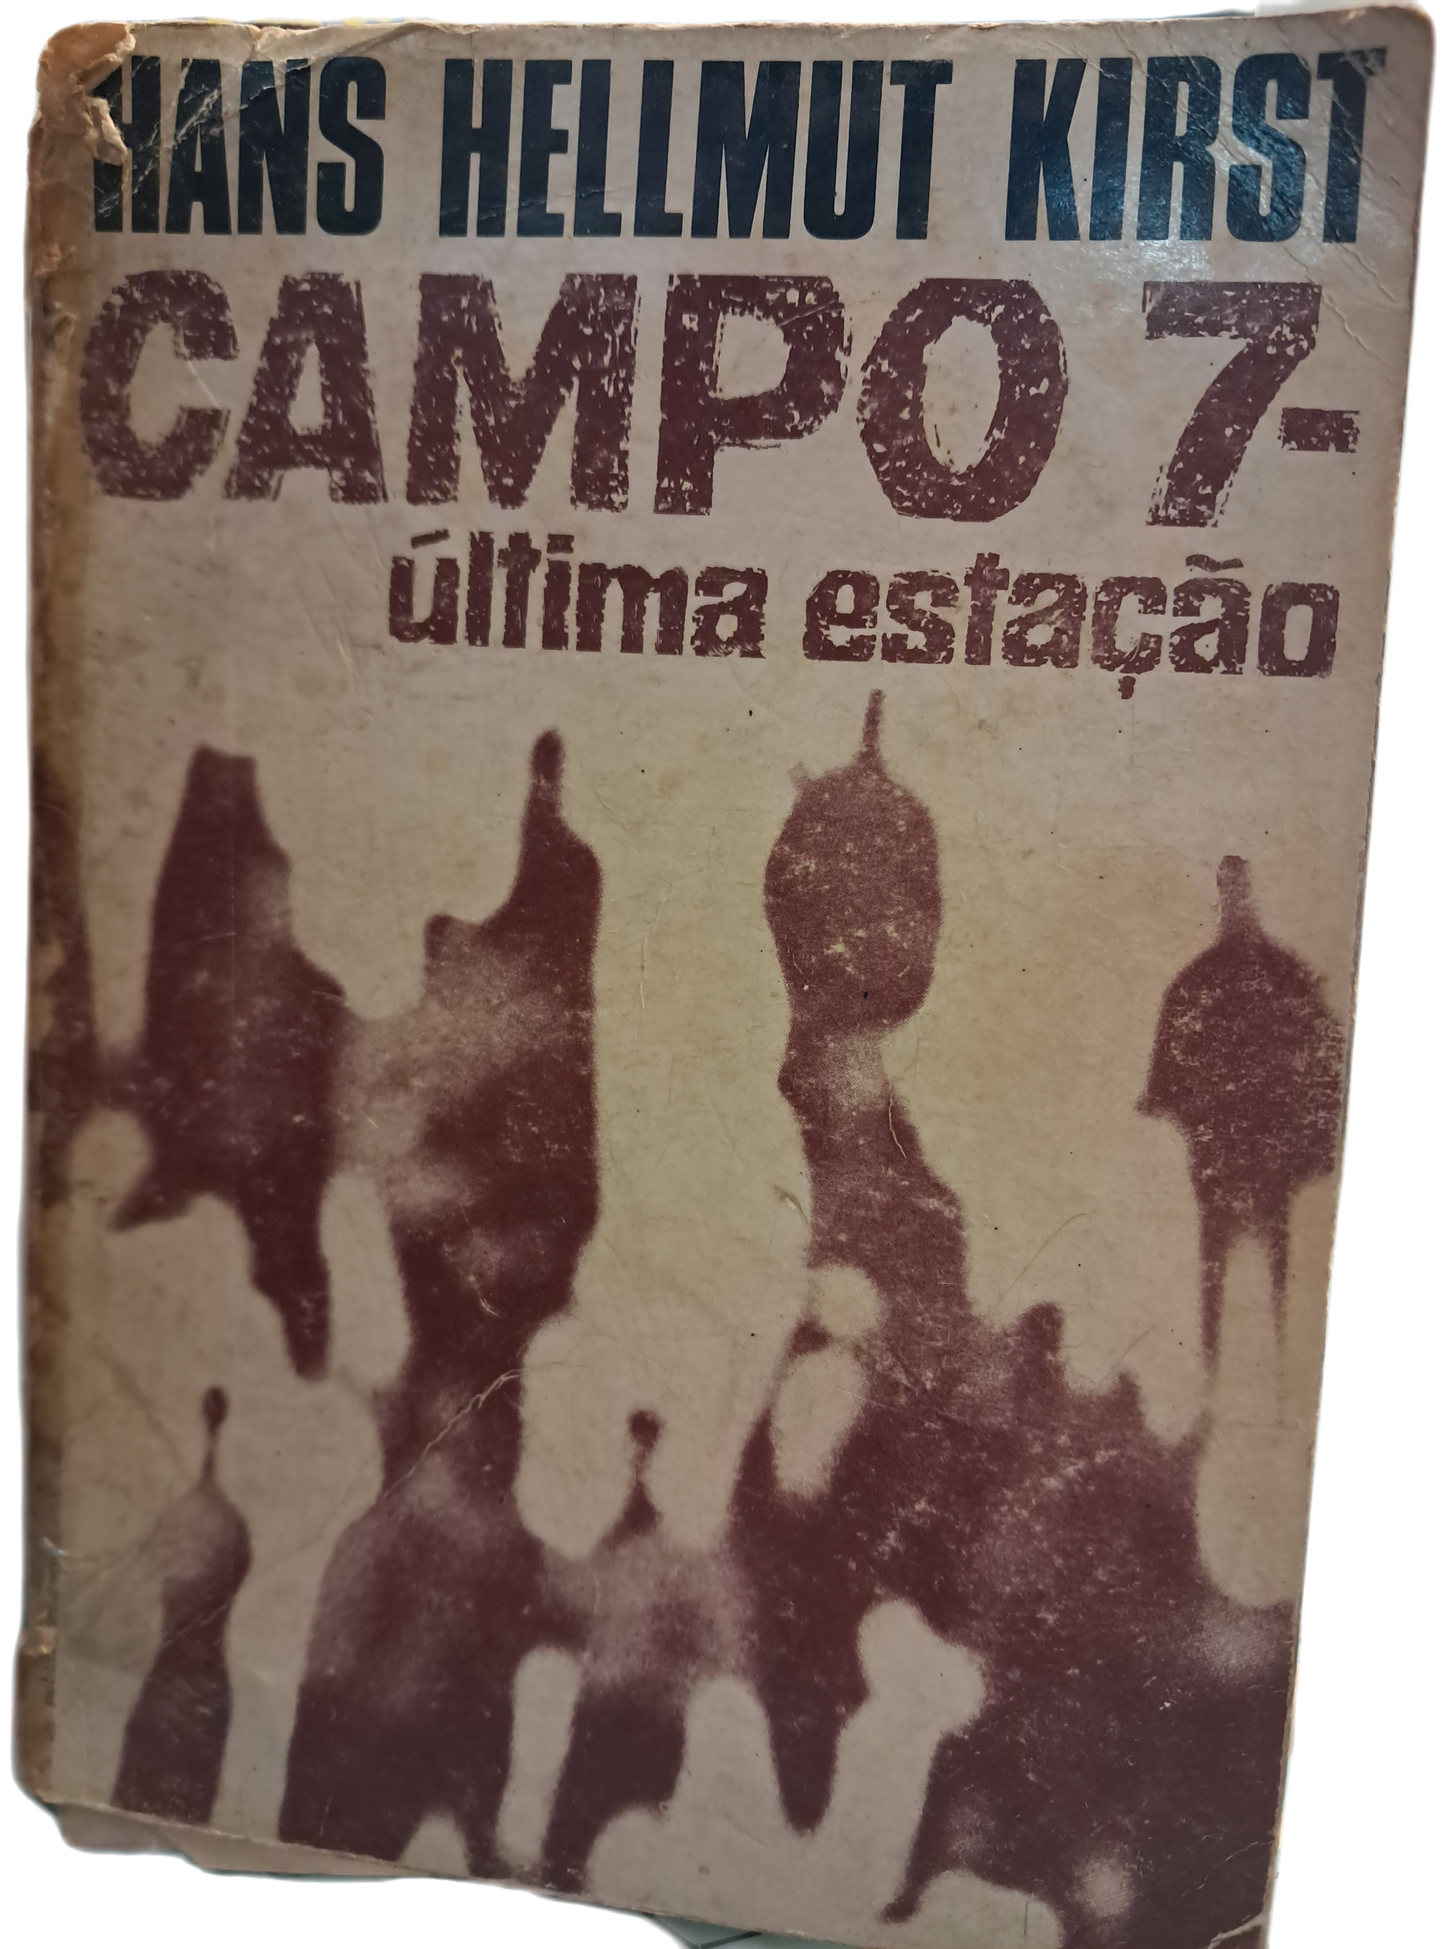 HANS HELLMUT KIRST
CAMPO 7-
última estação